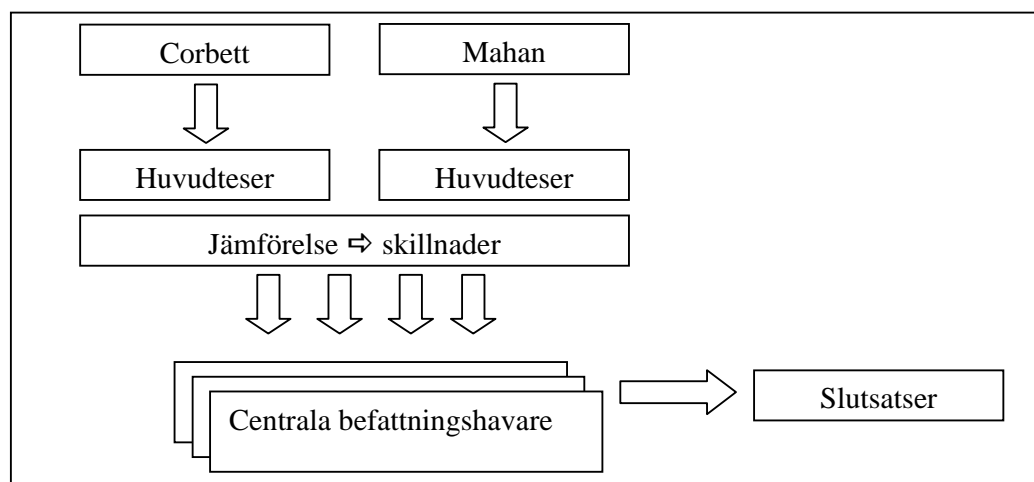 Corbett
Mahan
Huvudteser
Huvudteser
Jämförelse ⇨ skillnader
Centrala befattningshavare
Slutsatser